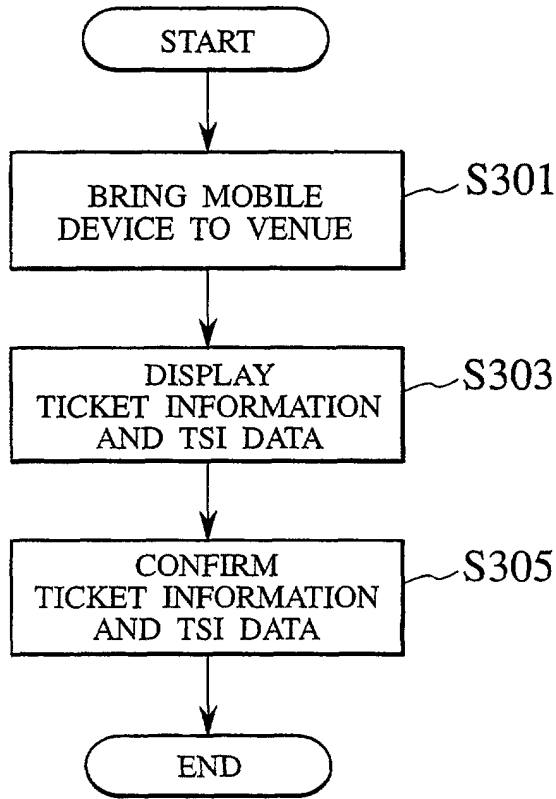 START
BRING MOBILE
DEVICE TO VENUE
S301
DISPLAY
TICKET INFORMATION
AND TSI DATA
S303
CONFIRM
TICKET INFORMATION
AND TSI DATA
S305
END